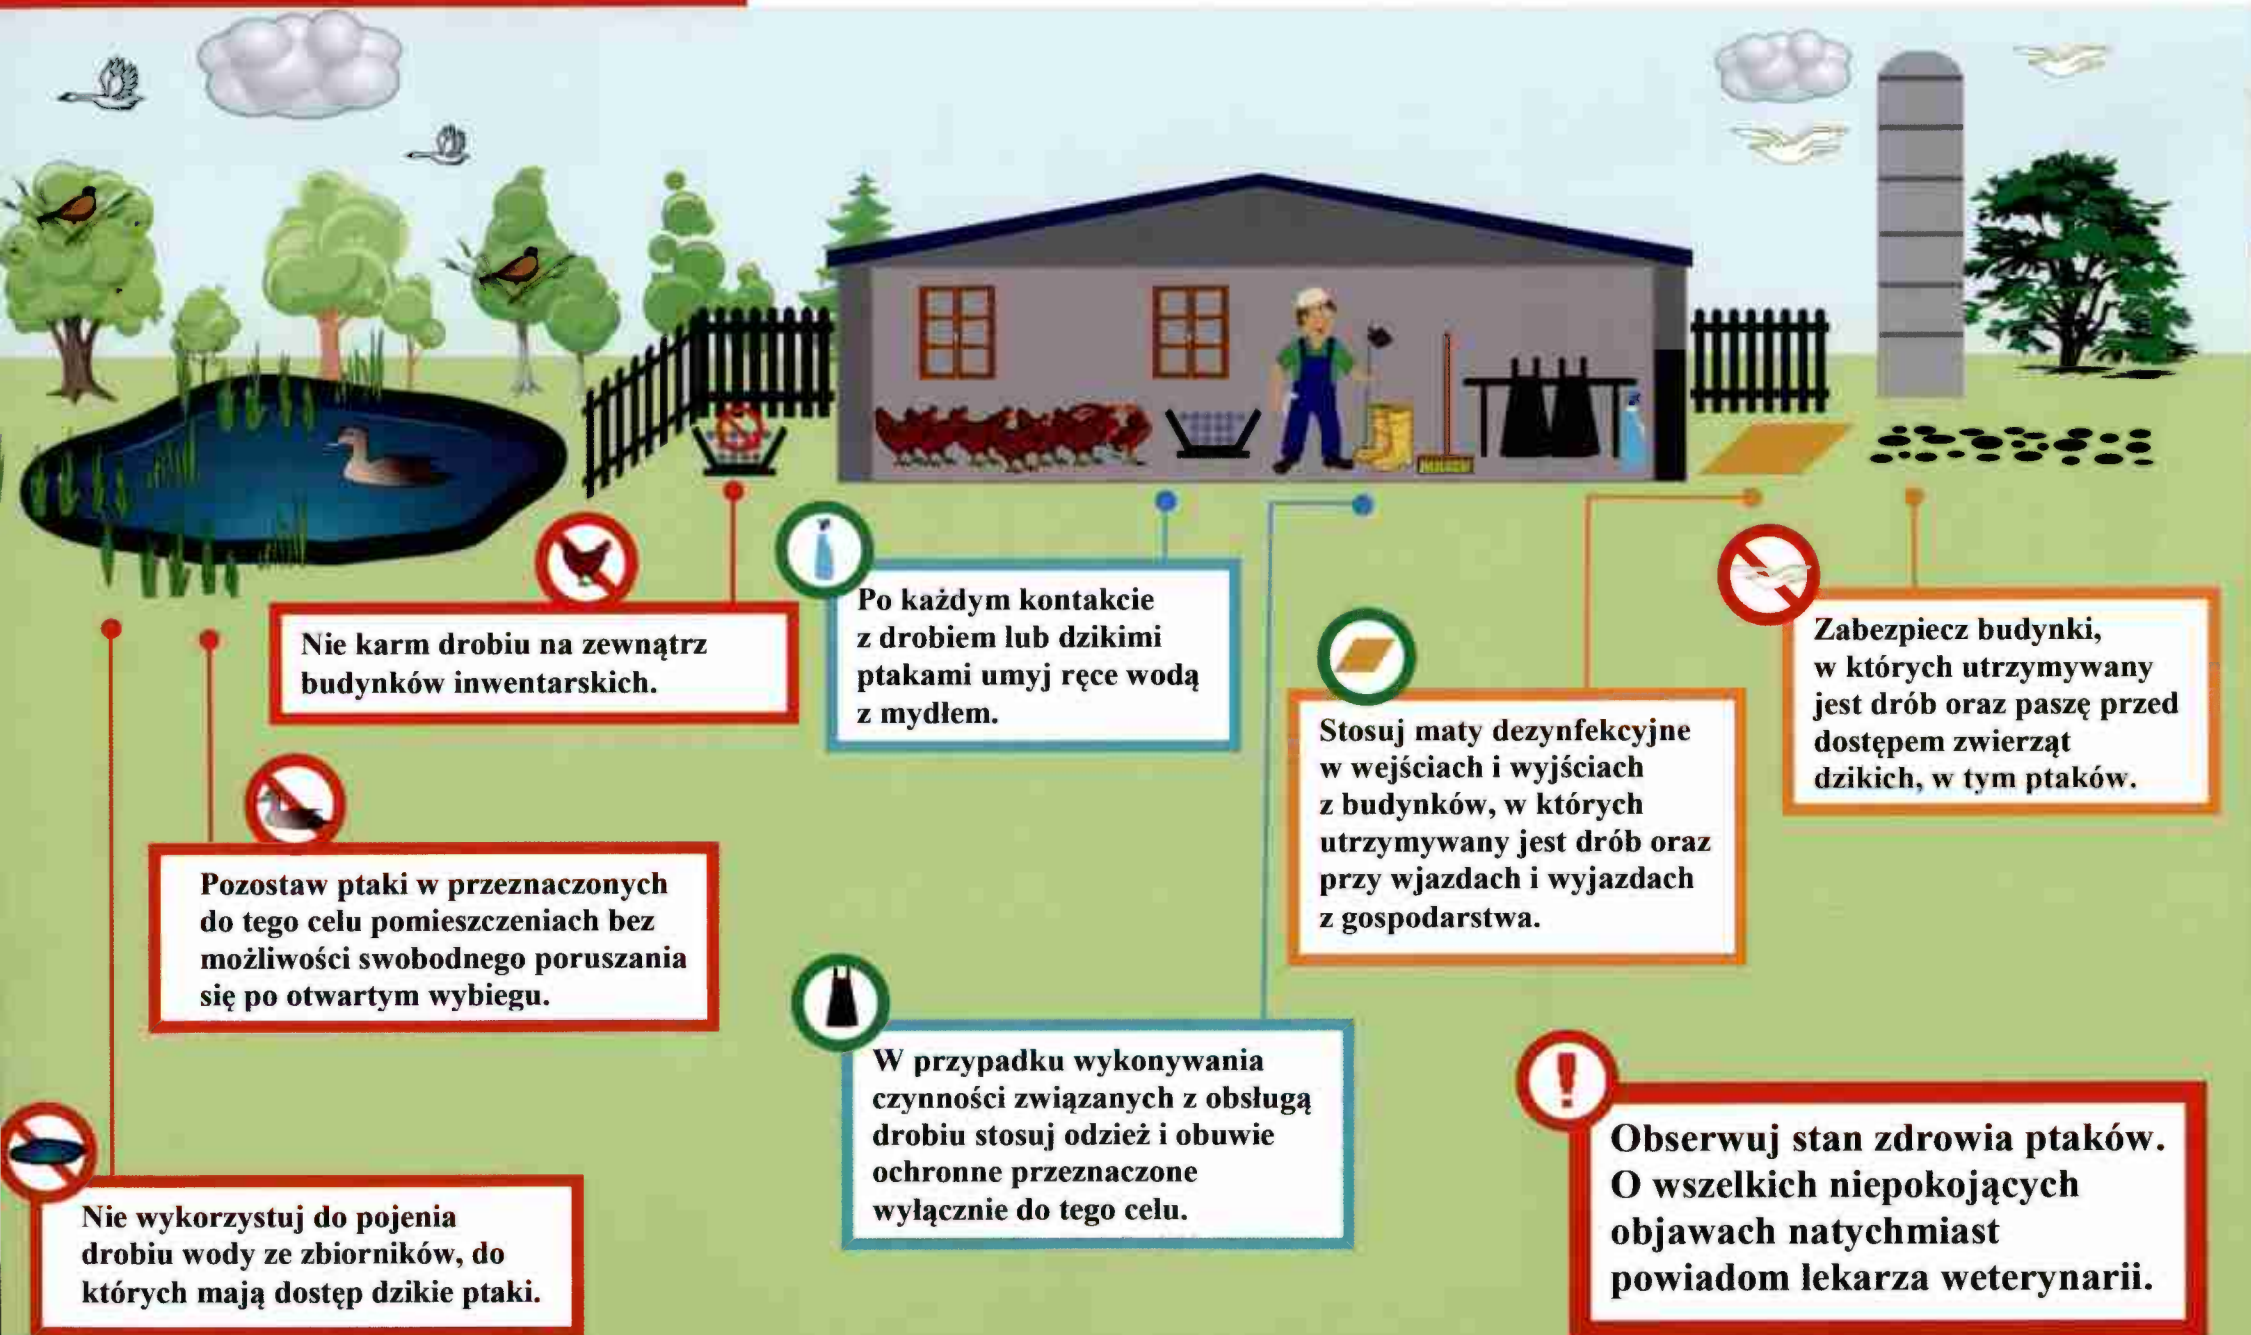 Nie karm drobiu na zewnątrz
budynków inwentarskich.
Po każdym kontakcie
z drobiem lub dzikimi
ptakami umyj ręce wodą
z mydłem.
Zabezpiecz budynki,
w których utrzymywany
jest drób oraz paszę przed
dostępem zwierząt
dzikich, w tym ptaków.
Stosuj maty dezynfekcyjne
w wejściach i wyjściach
z budynków, w których
utrzymywany jest drób oraz
przy wjazdach i wyjazdach
z gospodarstwa.
Pozostaw ptaki w przeznaczonych
do tego celu pomieszczeniach bez
możliwości swobodnego poruszania
się po otwartym wybiegu.
W przypadku wykonywania
czynności związanych z obsługą
drobiu stosuj odzież i obuwie
ochronne przeznaczone
wyłącznie do tego celu.
Nie wykorzystuj do pojenia
drobiu wody ze zbiorników, do
których mają dostęp dzikie ptaki.
!
Obserwuj stan zdrowia ptaków.
O wszelkich niepokojących
objawach natychmiast
powiadom lekarza weterynarii.